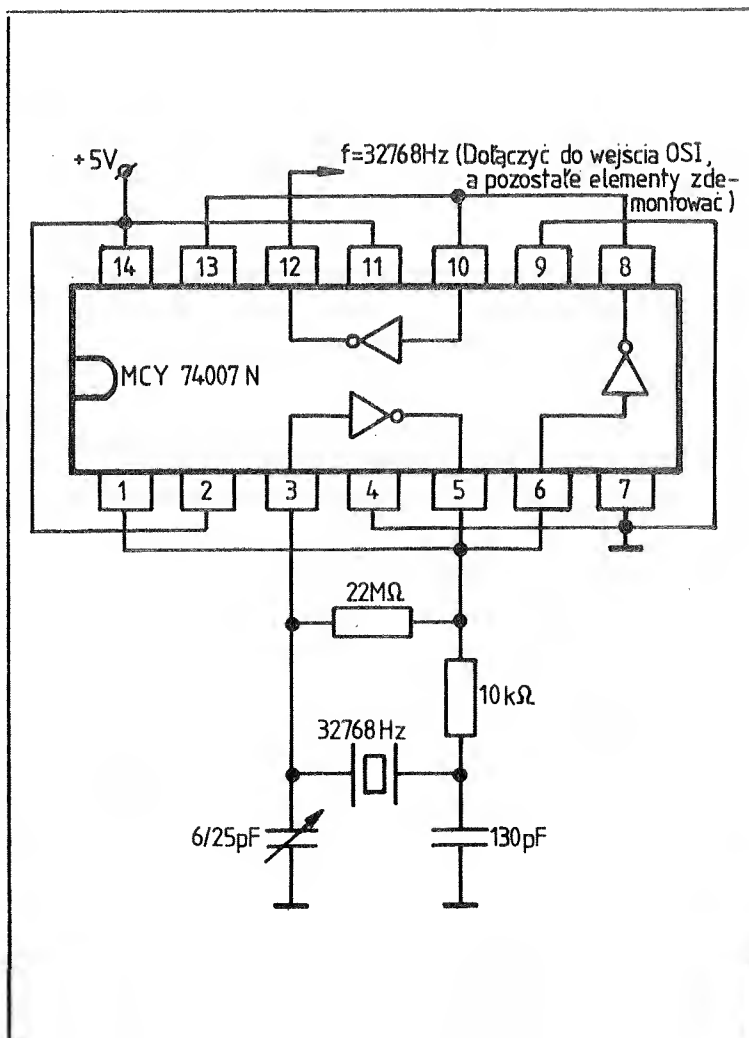 +5V
f=32768Hz (Dołączyć do wejścia OSI,
a pozostałe elementy zde-
montować)
14 13 12 11 10 9 8
MCY 74007 N
1 2 3 4 5 6 7
22MΩ
10kΩ
32768Hz
6/25pF
130pF